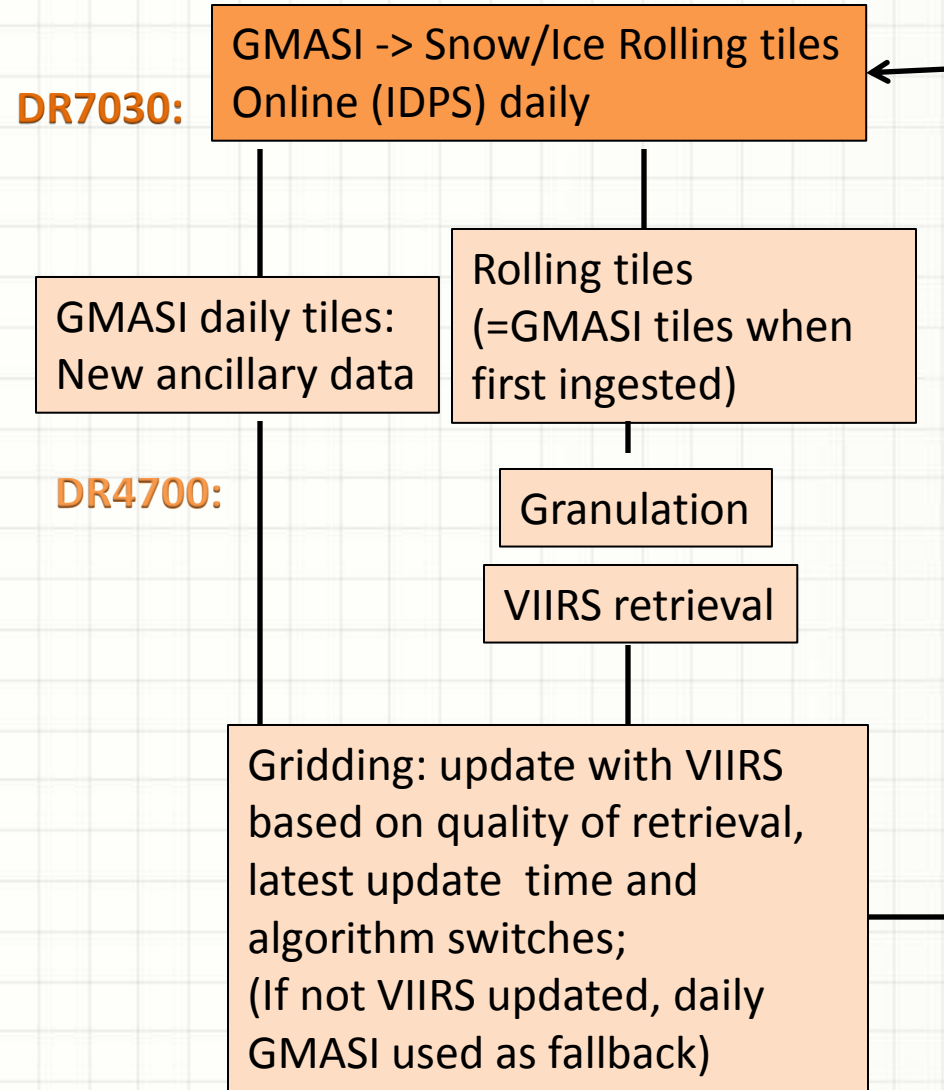 DR7030:
GMASI -> Snow/Ice Rolling tiles
Online (IDPS) daily
GMASI daily tiles:
New ancillary data
Rolling tiles
(=GMASI tiles when
first ingested)
DR4700:
Granulation
VIIRS retrieval
Gridding: update with VIIRS
based on quality of retrieval,
latest update  time and
algorithm switches;
(If not VIIRS updated, daily
GMASI used as fallback)